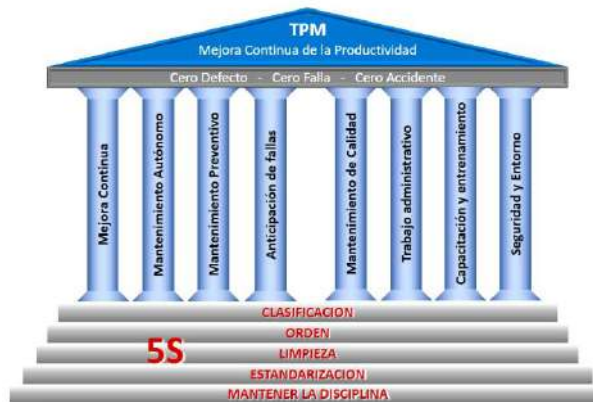 TPM
Mejora Continua de la Productividad
Cero Defecto - Cero Falla - Cero Accidente
Mejora Continua
Mantenimiento Autónomo
Mantenimiento Preventivo
Anticipación de fallas
Mantenimiento de Calidad
Trabajo administrativo
Capacitación y entrenamiento
Seguridad y Entorno
5S
CLASIFICACION
ORDEN
LIMPIEZA
ESTANDARIZACION
MANTENER LA DISCIPLINA